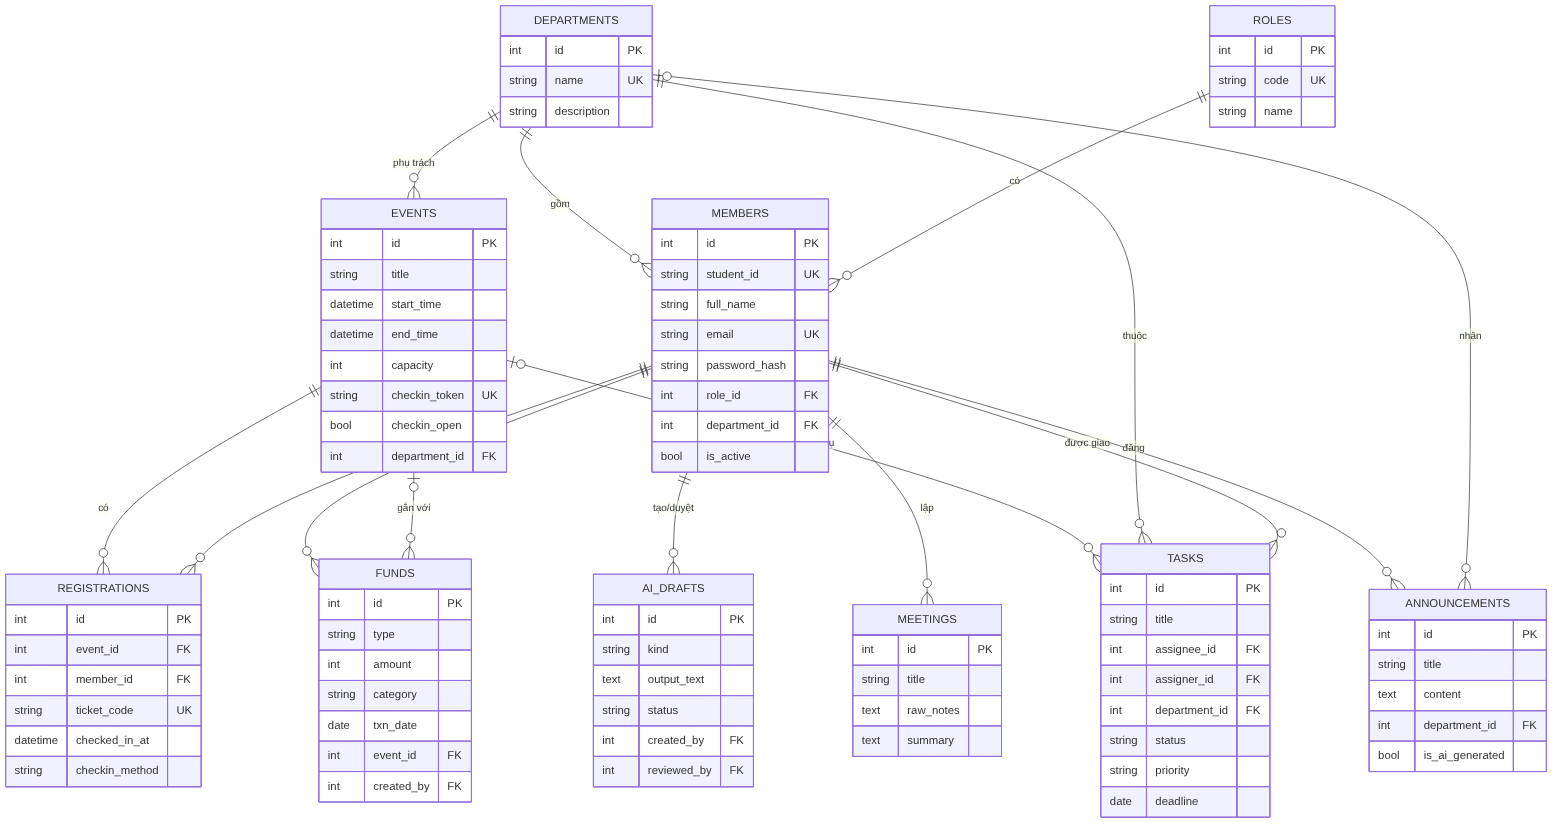 DEPARTMENTS
int id PK
string name UK
string description
ROLES
int id PK
string code UK
string name
phụ trách
gồm
có
EVENTS
int id PK
string title
datetime start_time
datetime end_time
int capacity
string checkin_token UK
bool checkin_open
int department_id FK
MEMBERS
int id PK
string student_id UK
string full_name
string email UK
string password_hash
int role_id FK
int department_id FK
bool is_active
thuộc
nhận
được giao
đăng
có
gắn với
tạo/duyệt
lập
REGISTRATIONS
int id PK
int event_id FK
int member_id FK
string ticket_code UK
datetime checked_in_at
string checkin_method
FUNDS
int id PK
string type
int amount
string category
date txn_date
int event_id FK
int created_by FK
AI_DRAFTS
int id PK
string kind
text output_text
string status
int created_by FK
int reviewed_by FK
MEETINGS
int id PK
string title
text raw_notes
text summary
TASKS
int id PK
string title
int assignee_id FK
int assigner_id FK
int department_id FK
string status
string priority
date deadline
ANNOUNCEMENTS
int id PK
string title
text content
int department_id FK
bool is_ai_generated